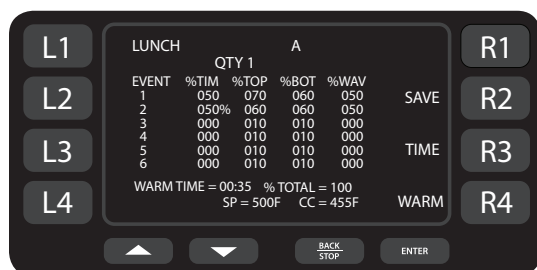 L1 LUNCH A R1
QTY 1
EVENT %TIM %TOP %BOT %WAV
1 050 070 060 050
L2 2 050% 060 060 050 SAVE R2
3 000 010 010 000
4 000 010 010 000
L3 5 000 010 010 000 TIME R3
6 000 010 010 000
WARM TIME = 00:35 % TOTAL = 100
L4 SP = 500F CC = 455F WARM R4
BACK
STOP
ENTER